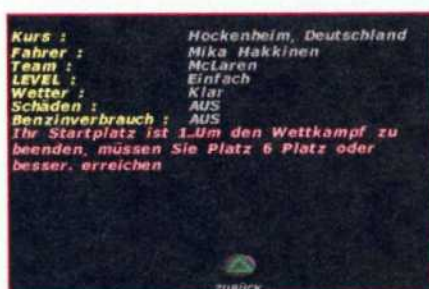 Kurs : Hockenheim, Deutschland
Fahrer : Mika Hakkinen
Team : McLaren
LEVEL : Einfach
Wetter : Klar
Schäden : AUS
Benzinverbrauch : AUS
Ihr Startplatz ist 1..Um den Wettkampf zu
beenden, müssen Sie Platz 6 Platz oder
besser. erreichen
ZURÜCK